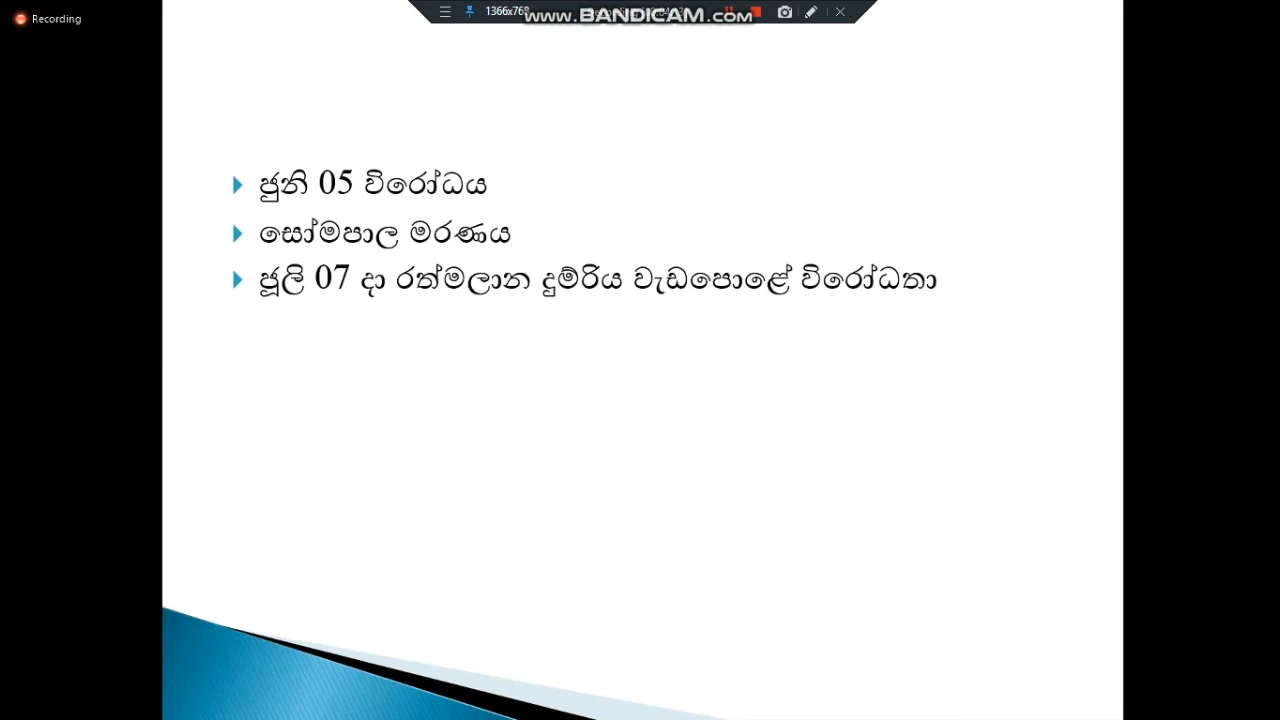 Recording
1366x768
www.BANDICAM.com
ජුනි 05 විරෝධය
සෝමපාල මරණය
ජූලි 07 දා රත්මලාන දුම්රිය වැඩපොළේ විරෝධතා